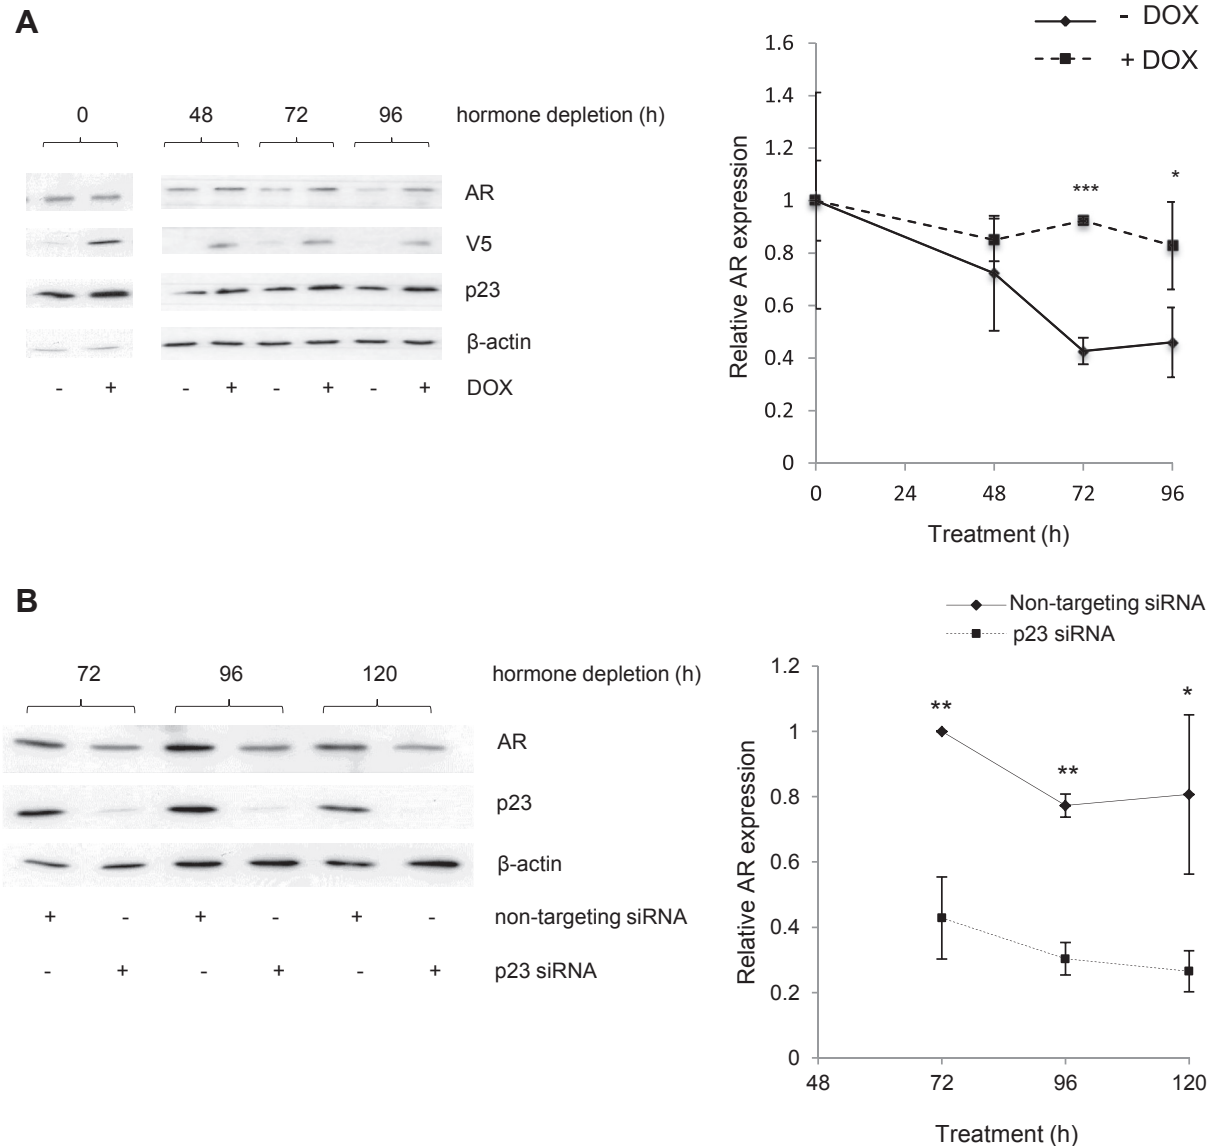 A
0 48 72 96 hormone depletion (h)
AR
V5
p23
β-actin
- + - + - + - + DOX
- DOX
+ DOX
1.6
1.4
1.2
1
0.8
0.6
0.4
0.2
0
*** *
Relative AR expression
0 24 48 72 96
Treatment (h)
B
72 96 120 hormone depletion (h)
AR
p23
β-actin
+ - + - + - non-targeting siRNA
- + - + - + p23 siRNA
Non-targeting siRNA
p23 siRNA
1.2
1
0.8
0.6
0.4
0.2
0
** ** *
Relative AR expression
48 72 96 120
Treatment (h)